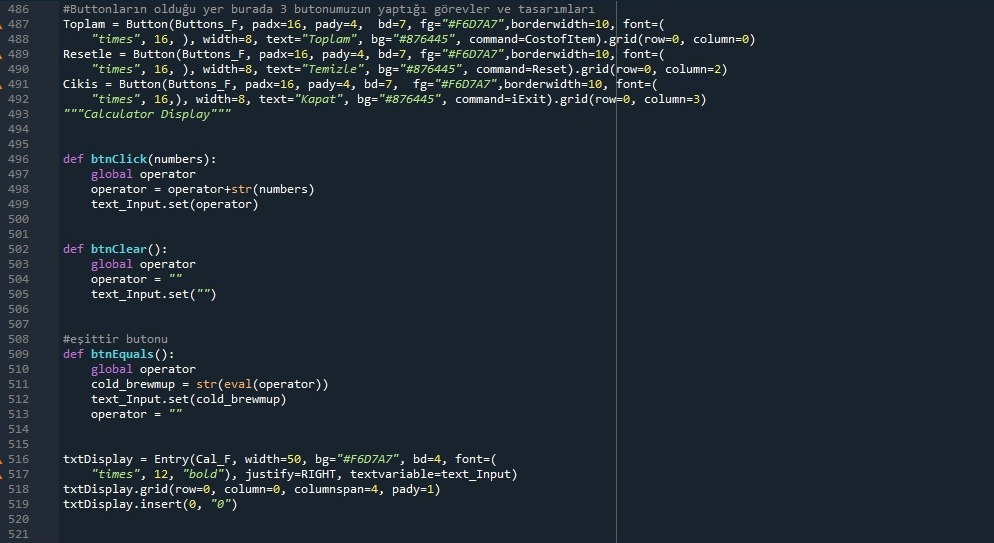 486 #Buttonların olduğu yer burada 3 butonumuzun yaptığı görevler ve tasarımları
487 Toplam = Button(Buttons_F, padx=16, pady=4, bd=7, fg="#F6D7A7",borderwidth=10, font=(
488     "times", 16, ), width=8, text="Toplam", bg="#876445", command=CostofItem).grid(row=0, column=0)
489 Resetle = Button(Buttons_F, padx=16, pady=4, bd=7, fg="#F6D7A7",borderwidth=10, font=(
490     "times", 16, ), width=8, text="Temizle", bg="#876445", command=Reset).grid(row=0, column=2)
491 Cikis = Button(Buttons_F, padx=16, pady=4, bd=7,  fg="#F6D7A7",borderwidth=10, font=(
492     "times", 16,), width=8, text="Kapat", bg="#876445", command=iExit).grid(row=0, column=3)
493 """Calculator Display"""
494
495
496 def btnClick(numbers):
497     global operator
498     operator = operator+str(numbers)
499     text_Input.set(operator)
500
501
502 def btnClear():
503     global operator
504     operator = ""
505     text_Input.set("")
506
507
508 #eşittir butonu
509 def btnEquals():
510     global operator
511     cold_brewmup = str(eval(operator))
512     text_Input.set(cold_brewmup)
513     operator = ""
514
515
516 txtDisplay = Entry(Cal_F, width=50, bg="#F6D7A7", bd=4, font=(
517     "times", 12, "bold"), justify=RIGHT, textvariable=text_Input)
518 txtDisplay.grid(row=0, column=0, columnspan=4, pady=1)
519 txtDisplay.insert(0, "0")
520
521